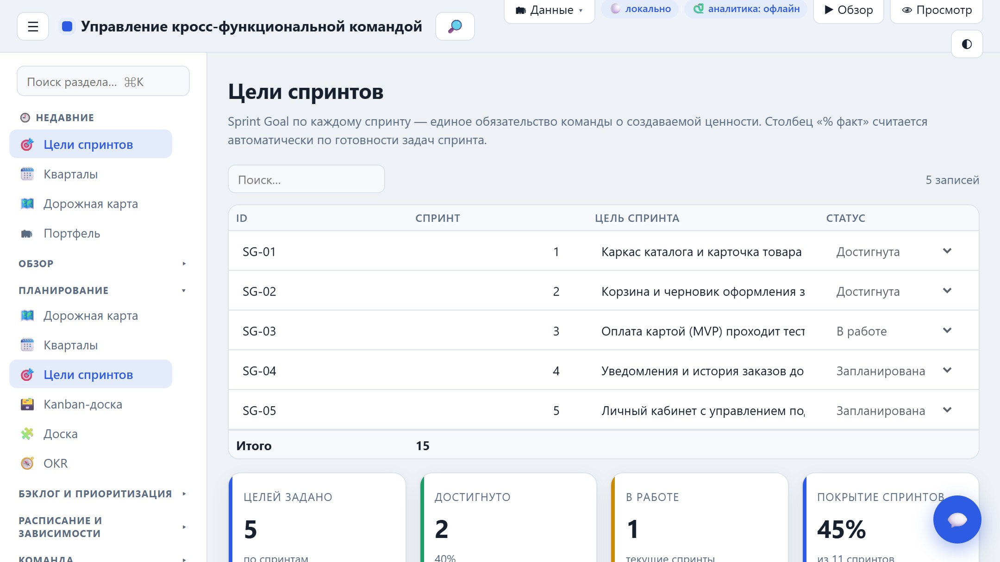 ☰ Управление кросс-функциональной командой
Данные ▾
локально
аналитика: офлайн
▶ Обзор
Просмотр
Поиск раздела... ⌘K
НЕДАВНИЕ
Цели спринтов
Кварталы
Дорожная карта
Портфель
ОБЗОР
ПЛАНИРОВАНИЕ
Дорожная карта
Кварталы
Цели спринтов
Kanban-доска
Доска
OKR
БЭКЛОГ И ПРИОРИТИЗАЦИЯ
РАСПИСАНИЕ И
ЗАВИСИМОСТИ
КОМАНДА
Цели спринтов
Sprint Goal по каждому спринту — единое обязательство команды о создаваемой ценности. Столбец «% факт» считается
автоматически по готовности задач спринта.
Поиск...
5 записей
ID СПРИНТ ЦЕЛЬ СПРИНТА СТАТУС
SG-01 1 Каркас каталога и карточка товара Достигнута
SG-02 2 Корзина и черновик оформления з Достигнута
SG-03 3 Оплата картой (MVP) проходит тест В работе
SG-04 4 Уведомления и история заказов до Запланирована
SG-05 5 Личный кабинет с управлением по Запланирована
Итого 15
ЦЕЛЕЙ ЗАДАНО
5
по спринтам
ДОСТИГНУТО
2
40%
В РАБОТЕ
1
текущие спринты
ПОКРЫТИЕ СПРИНТОВ
45%
из 11 спринтов